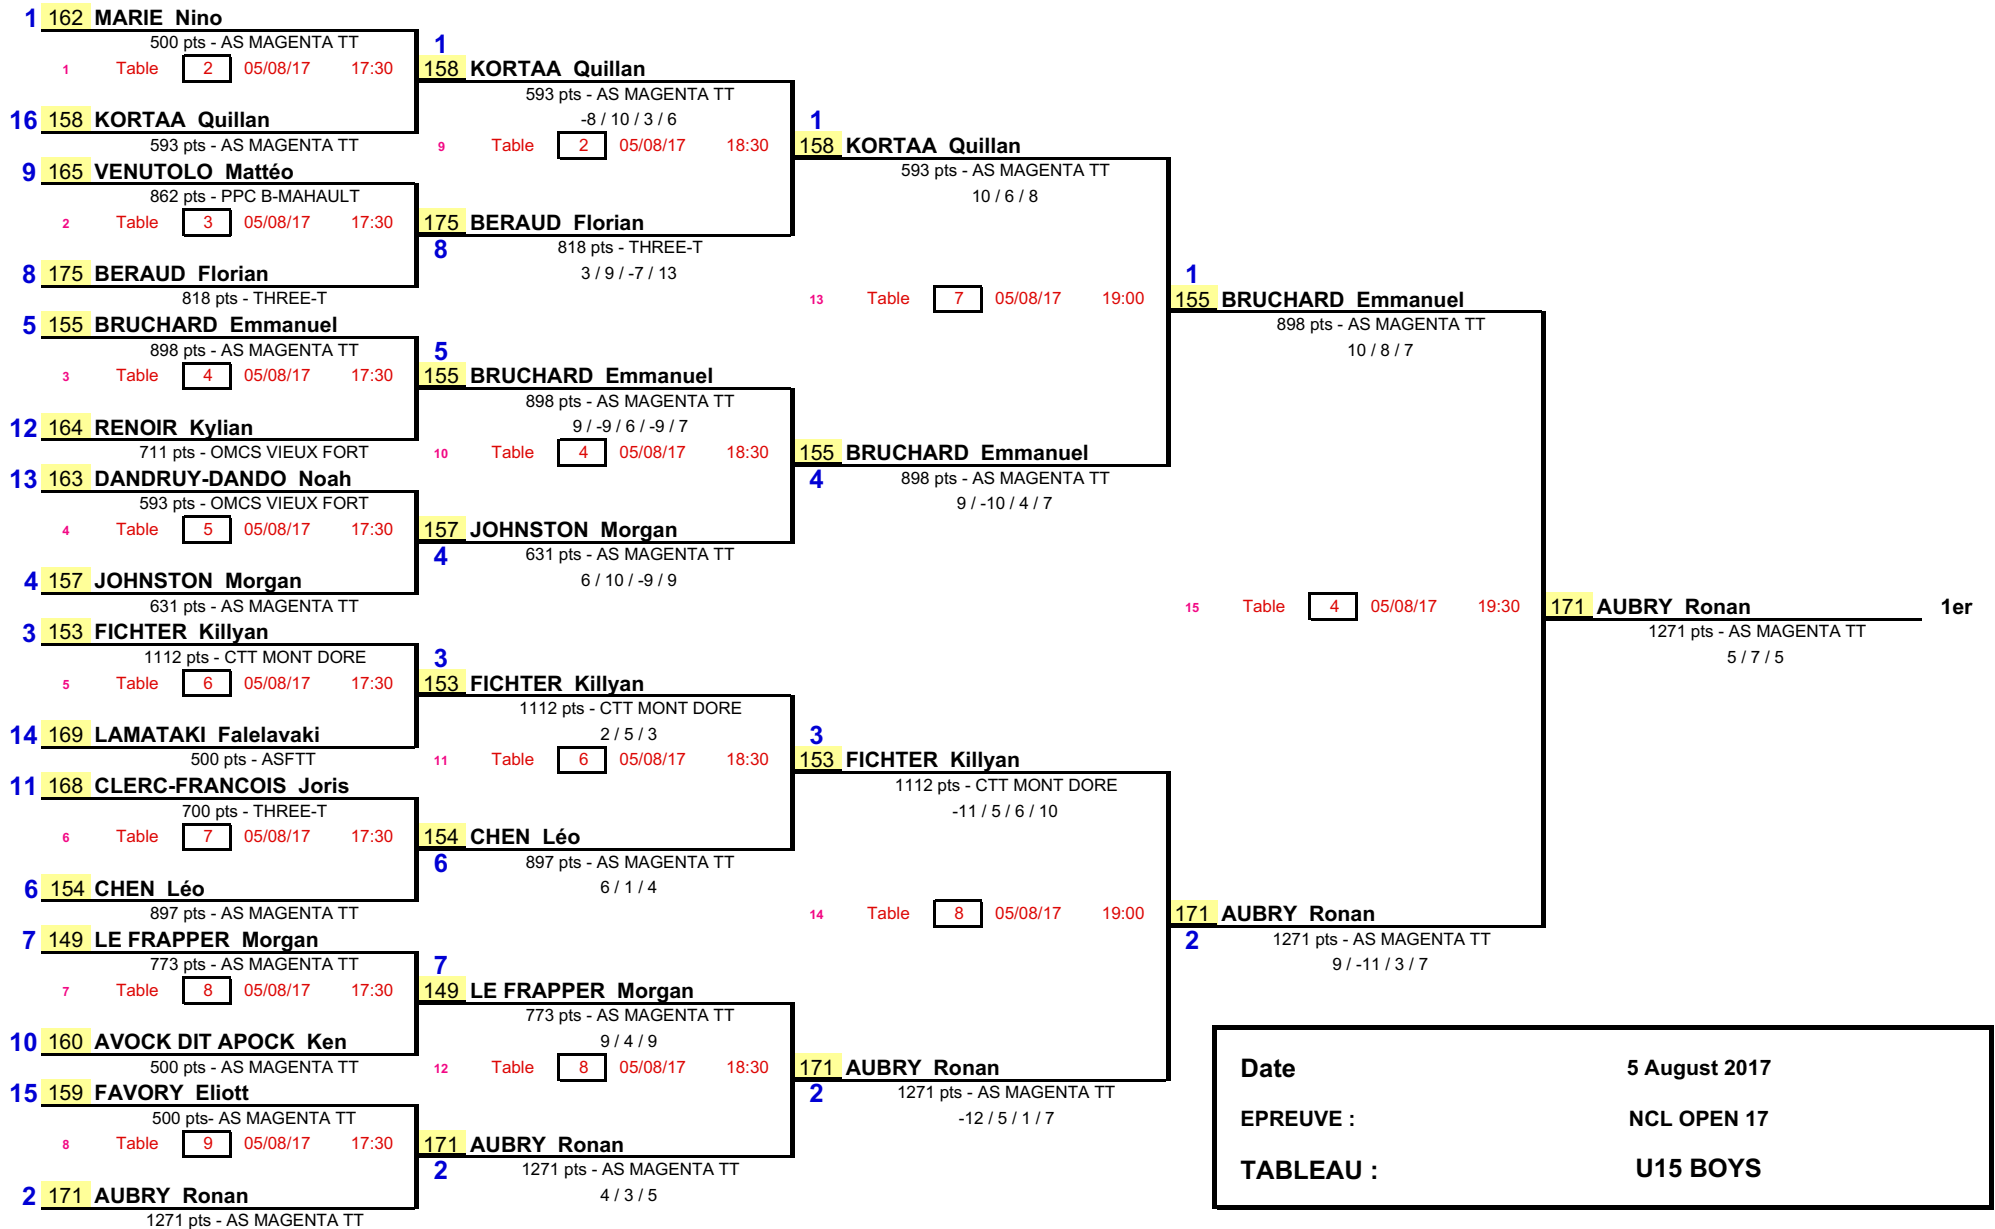 1 162 MARIE Nino
500 pts - AS MAGENTA TT
1 Table 2 05/08/17 17:30
16 158 KORTAA Quillan
593 pts - AS MAGENTA TT
9 165 VENUTOLO Mattéo
862 pts - PPC B-MAHAULT
2 Table 3 05/08/17 17:30
8 175 BERAUD Florian
818 pts - THREE-T
5 155 BRUCHARD Emmanuel
898 pts - AS MAGENTA TT
3 Table 4 05/08/17 17:30
12 164 RENOIR Kylian
711 pts - OMCS VIEUX FORT
13 163 DANDRUY-DANDO Noah
593 pts - OMCS VIEUX FORT
4 Table 5 05/08/17 17:30
4 157 JOHNSTON Morgan
631 pts - AS MAGENTA TT
3 153 FICHTER Killyan
1112 pts - CTT MONT DORE
5 Table 6 05/08/17 17:30
14 169 LAMATAKI Falelavaki
500 pts - ASFTT
11 168 CLERC-FRANCOIS Joris
700 pts - THREE-T
6 Table 7 05/08/17 17:30
6 154 CHEN Léo
897 pts - AS MAGENTA TT
7 149 LE FRAPPER Morgan
773 pts - AS MAGENTA TT
7 Table 8 05/08/17 17:30
10 160 AVOCK DIT APOCK Ken
500 pts - AS MAGENTA TT
15 159 FAVORY Eliott
500 pts- AS MAGENTA TT
8 Table 9 05/08/17 17:30
2 171 AUBRY Ronan
1271 pts - AS MAGENTA TT
1
158 KORTAA Quillan
593 pts - AS MAGENTA TT
-8 / 10 / 3 / 6
9 Table 2 05/08/17 18:30
175 BERAUD Florian
8
818 pts - THREE-T
3 / 9 / -7 / 13
5
155 BRUCHARD Emmanuel
898 pts - AS MAGENTA TT
9 / -9 / 6 / -9 / 7
10 Table 4 05/08/17 18:30
157 JOHNSTON Morgan
4
631 pts - AS MAGENTA TT
6 / 10 / -9 / 9
3
153 FICHTER Killyan
1112 pts - CTT MONT DORE
2 / 5 / 3
11 Table 6 05/08/17 18:30
154 CHEN Léo
6
897 pts - AS MAGENTA TT
6 / 1 / 4
7
149 LE FRAPPER Morgan
773 pts - AS MAGENTA TT
9 / 4 / 9
12 Table 8 05/08/17 18:30
171 AUBRY Ronan
2
1271 pts - AS MAGENTA TT
4 / 3 / 5
1
158 KORTAA Quillan
593 pts - AS MAGENTA TT
10 / 6 / 8
13 Table 7 05/08/17 19:00
155 BRUCHARD Emmanuel
4
898 pts - AS MAGENTA TT
9 / -10 / 4 / 7
3
153 FICHTER Killyan
1112 pts - CTT MONT DORE
-11 / 5 / 6 / 10
14 Table 8 05/08/17 19:00
171 AUBRY Ronan
2
1271 pts - AS MAGENTA TT
-12 / 5 / 1 / 7
1
155 BRUCHARD Emmanuel
898 pts - AS MAGENTA TT
10 / 8 / 7
15 Table 4 05/08/17 19:30
171 AUBRY Ronan
2
1271 pts - AS MAGENTA TT
9 / -11 / 3 / 7
171 AUBRY Ronan 1er
1271 pts - AS MAGENTA TT
5 / 7 / 5
Date 5 August 2017
EPREUVE : NCL OPEN 17
TABLEAU : U15 BOYS